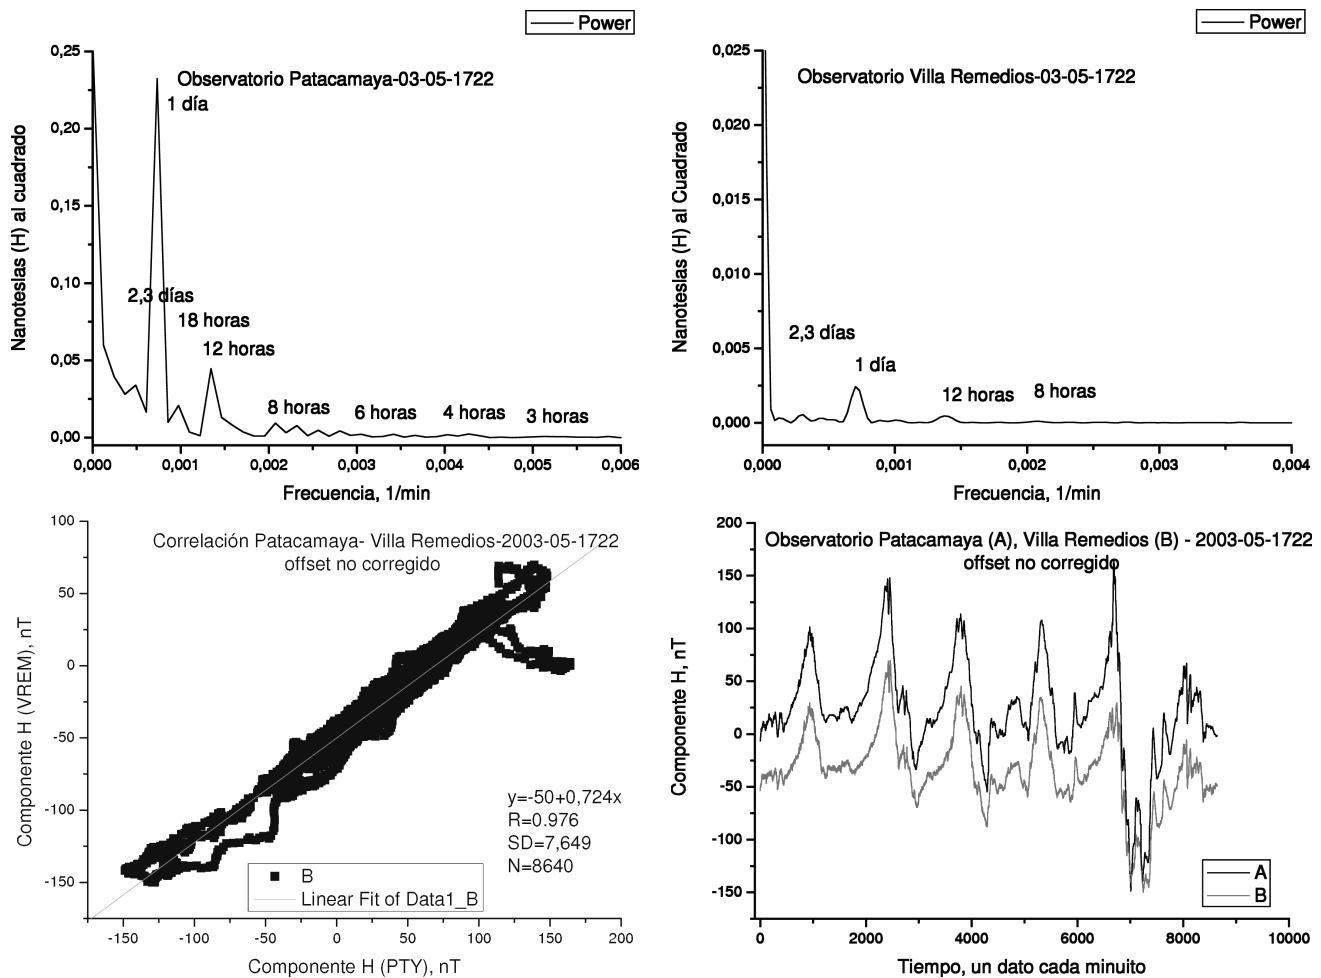 Power
0,25
0,20
0,15
0,10
0,05
0,00
Nanoteslas (H) al cuadrado
Observatorio Patacamaya-03-05-1722
1 día
2,3 días
18 horas
12 horas
8 horas
6 horas
4 horas
3 horas
0,000
0,001
0,002
0,003
0,004
0,005
0,006
Frecuencia, 1/min
Power
0,025
0,020
0,015
0,010
0,005
0,000
Nanoteslas (H) al Cuadrado
Observatorio Villa Remedios-03-05-1722
2,3 días
1 día
12 horas
8 horas
0,000
0,001
0,002
0,003
0,004
Frecuencia, 1/min
100
50
0
-50
-100
-150
Componente H (VREM), nT
Correlación Patacamaya- Villa Remedios-2003-05-1722
offset no corregido
y=-50+0,724x
R=0.976
SD=7,649
N=8640
B
Linear Fit of Data1_B
-150
-100
-50
0
50
100
150
200
Componente H (PTY), nT
200
150
100
50
0
-50
-100
-150
Componente H, nT
Observatorio Patacamaya (A), Villa Remedios (B) - 2003-05-1722
offset no corregido
A
B
0
2000
4000
6000
8000
10000
Tiempo, un dato cada minuito